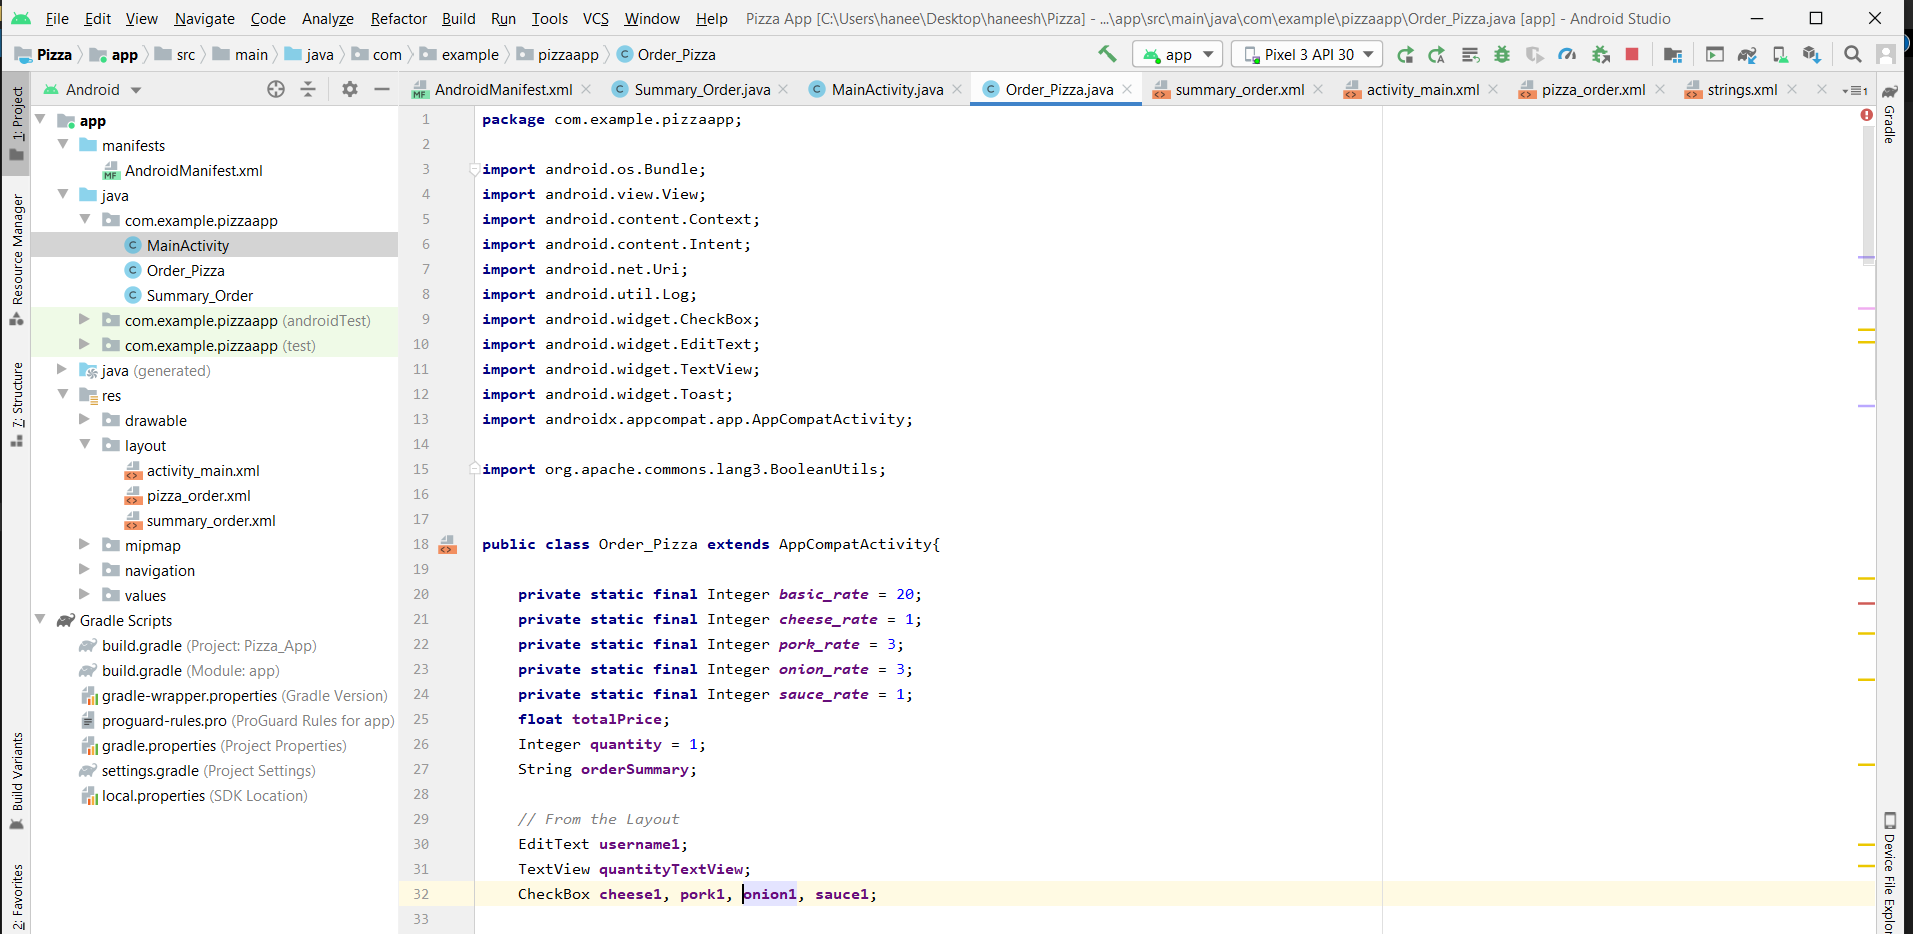 File Edit View Navigate Code Analyze Refactor Build Run Tools VCS Window Help Pizza App [C:\Users\hanee\Desktop\haneesh\Pizza] - ...\app\src\main\java\com\example\pizzaapp\Order_Pizza.java [app] - Android Studio
Pizza app src main java com example pizzaapp Order_Pizza app Pixel 3 API 30
Android AndroidManifest.xml Summary_Order.java MainActivity.java Order_Pizza.java summary_order.xml activity_main.xml pizza_order.xml strings.xml 1
1: Project
Resource Manager
7: Structure
Build Variants
2: Favorites
app
manifests
AndroidManifest.xml
java
com.example.pizzaapp
MainActivity
Order_Pizza
Summary_Order
com.example.pizzaapp (androidTest)
com.example.pizzaapp (test)
java (generated)
res
drawable
layout
activity_main.xml
pizza_order.xml
summary_order.xml
mipmap
navigation
values
Gradle Scripts
build.gradle (Project: Pizza_App)
build.gradle (Module: app)
gradle-wrapper.properties (Gradle Version)
proguard-rules.pro (ProGuard Rules for app)
gradle.properties (Project Properties)
settings.gradle (Project Settings)
local.properties (SDK Location)
1 package com.example.pizzaapp;
2
3 import android.os.Bundle;
4 import android.view.View;
5 import android.content.Context;
6 import android.content.Intent;
7 import android.net.Uri;
8 import android.util.Log;
9 import android.widget.CheckBox;
10 import android.widget.EditText;
11 import android.widget.TextView;
12 import android.widget.Toast;
13 import androidx.appcompat.app.AppCompatActivity;
14
15 import org.apache.commons.lang3.BooleanUtils;
16
17
18 public class Order_Pizza extends AppCompatActivity{
19
20 private static final Integer basic_rate = 20;
21 private static final Integer cheese_rate = 1;
22 private static final Integer pork_rate = 3;
23 private static final Integer onion_rate = 3;
24 private static final Integer sauce_rate = 1;
25 float totalPrice;
26 Integer quantity = 1;
27 String orderSummary;
28
29 // From the Layout
30 EditText username1;
31 TextView quantityTextView;
32 CheckBox cheese1, pork1, onion1, sauce1;
33
Gradle
Device File Explor